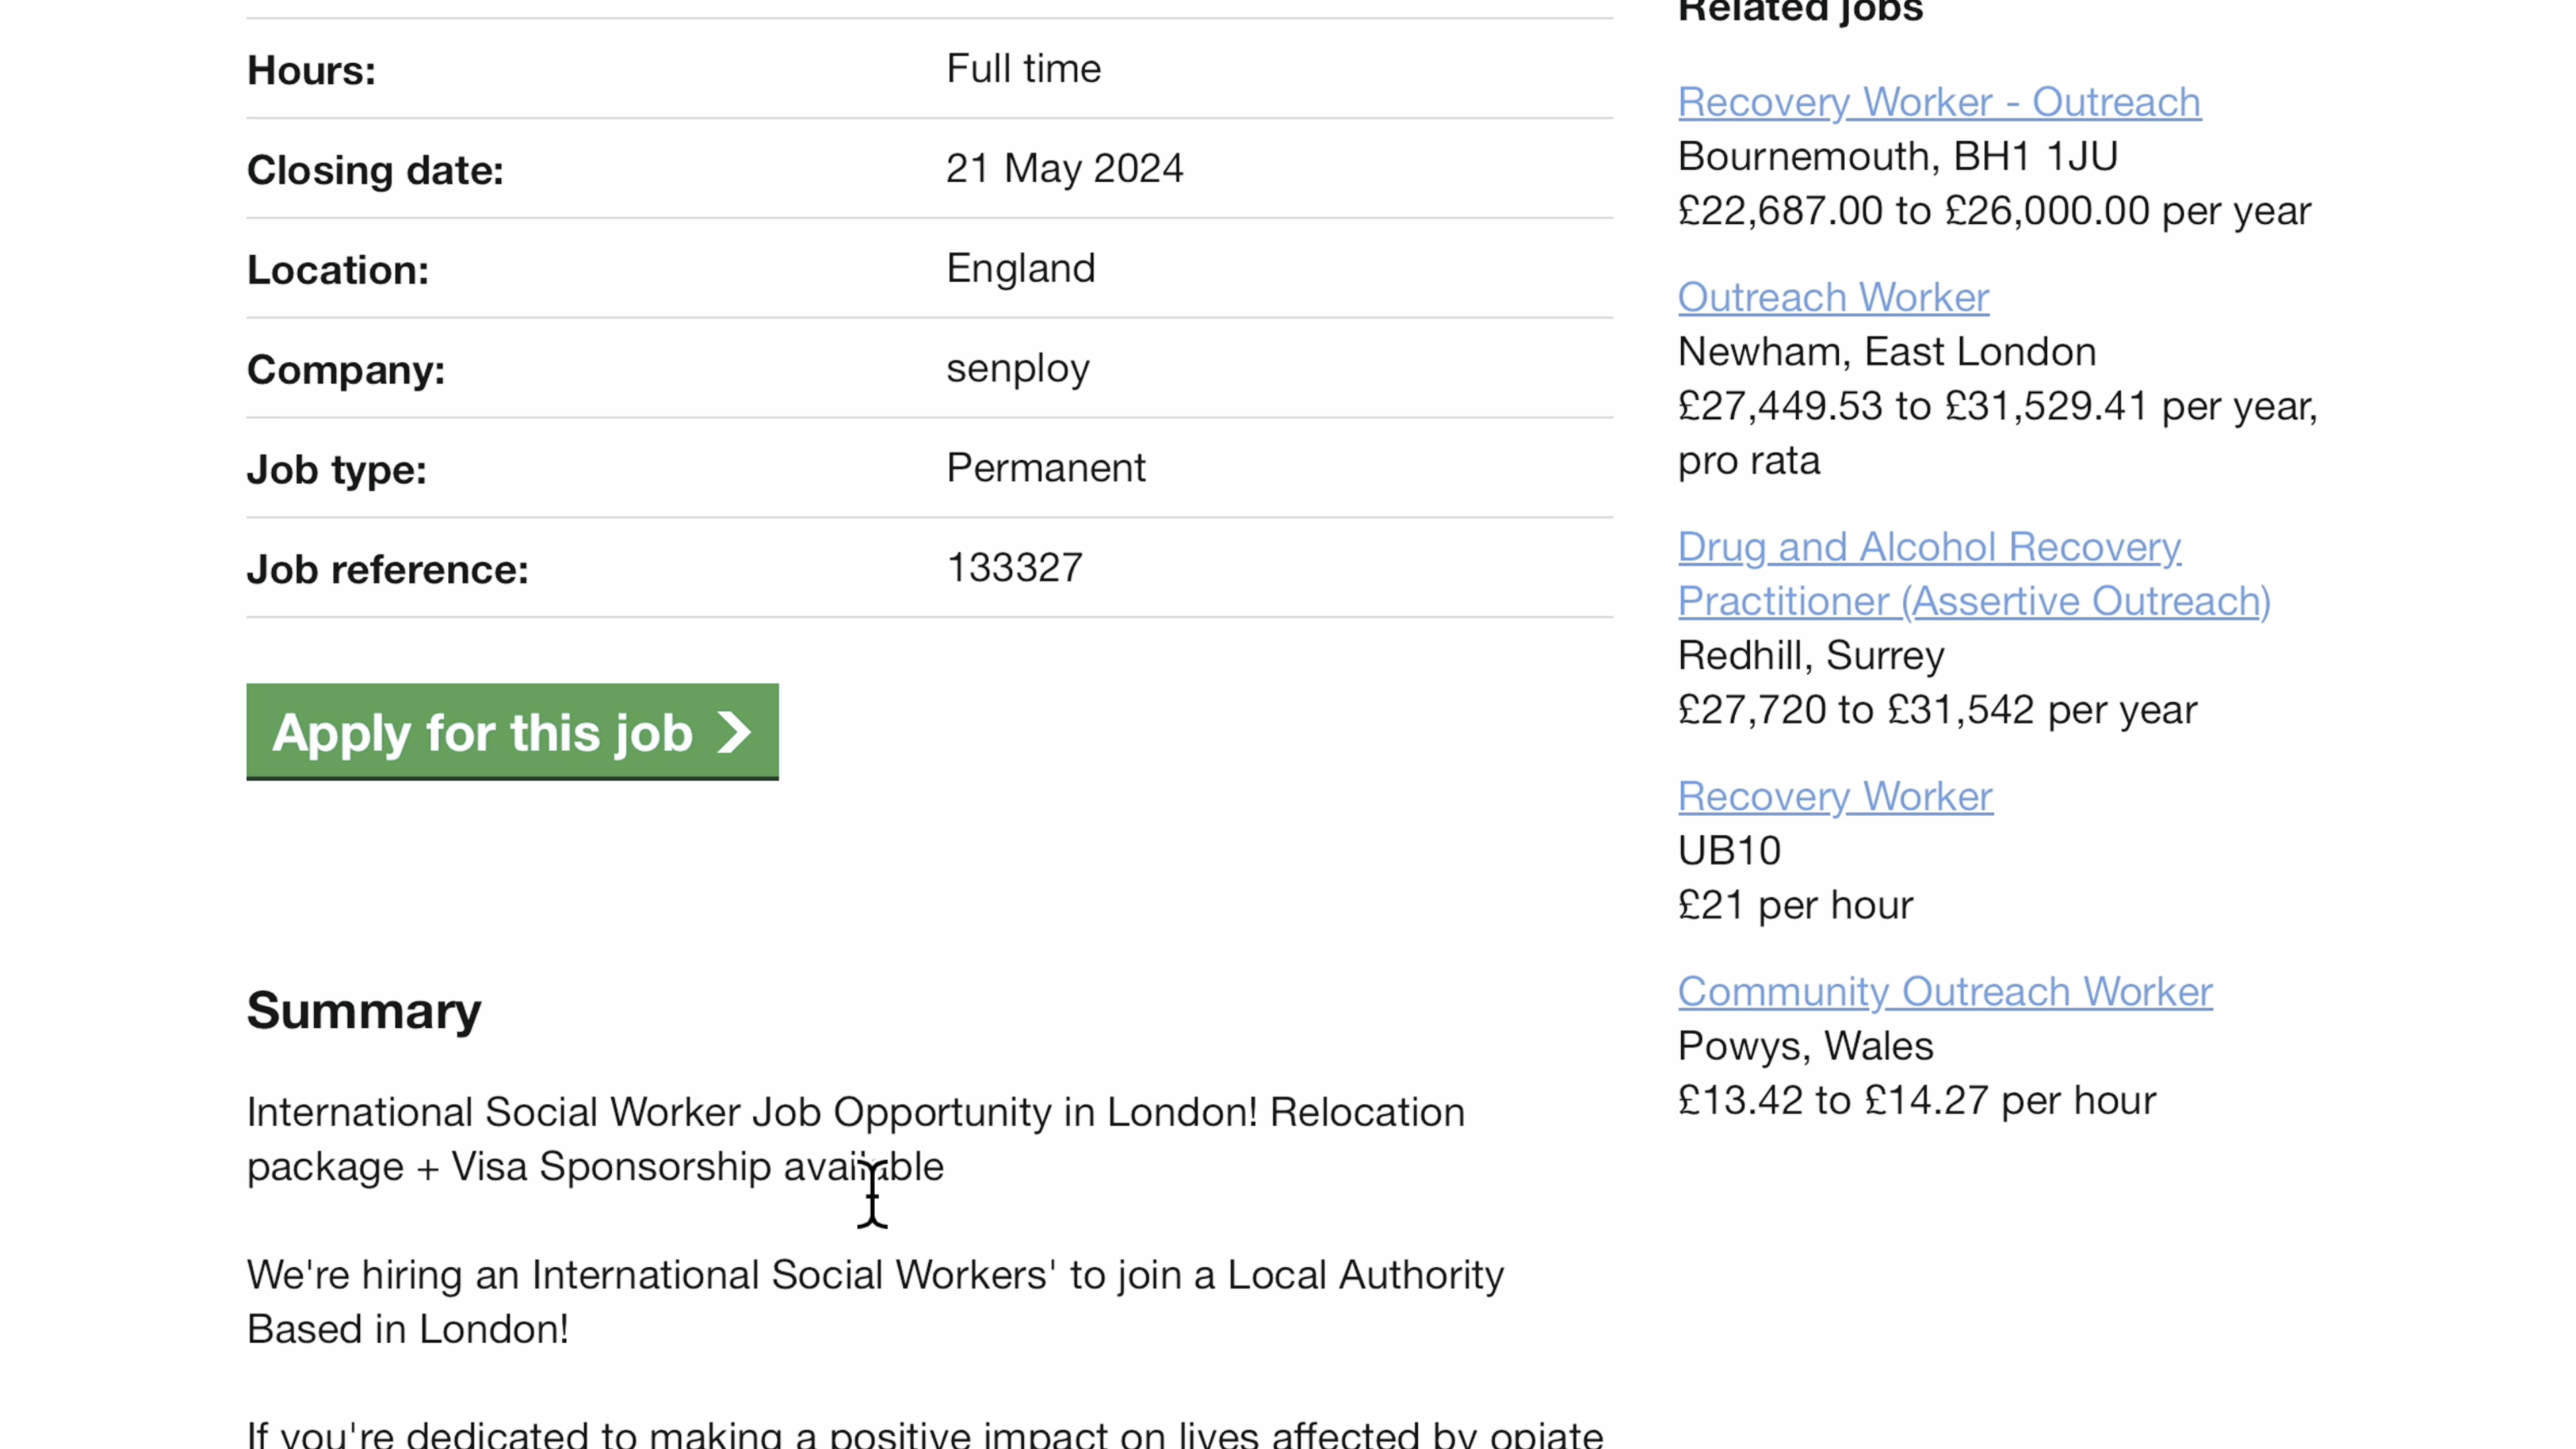 Related jobs
Hours: Full time
Closing date: 21 May 2024
Location: England
Company: senploy
Job type: Permanent
Job reference: 133327
Apply for this job
Summary
International Social Worker Job Opportunity in London! Relocation
package + Visa Sponsorship available
We're hiring an International Social Workers' to join a Local Authority
Based in London!
If you're dedicated to making a positive impact on lives affected by opiate
Recovery Worker - Outreach
Bournemouth, BH1 1JU
£22,687.00 to £26,000.00 per year
Outreach Worker
Newham, East London
£27,449.53 to £31,529.41 per year,
pro rata
Drug and Alcohol Recovery
Practitioner (Assertive Outreach)
Redhill, Surrey
£27,720 to £31,542 per year
Recovery Worker
UB10
£21 per hour
Community Outreach Worker
Powys, Wales
£13.42 to £14.27 per hour